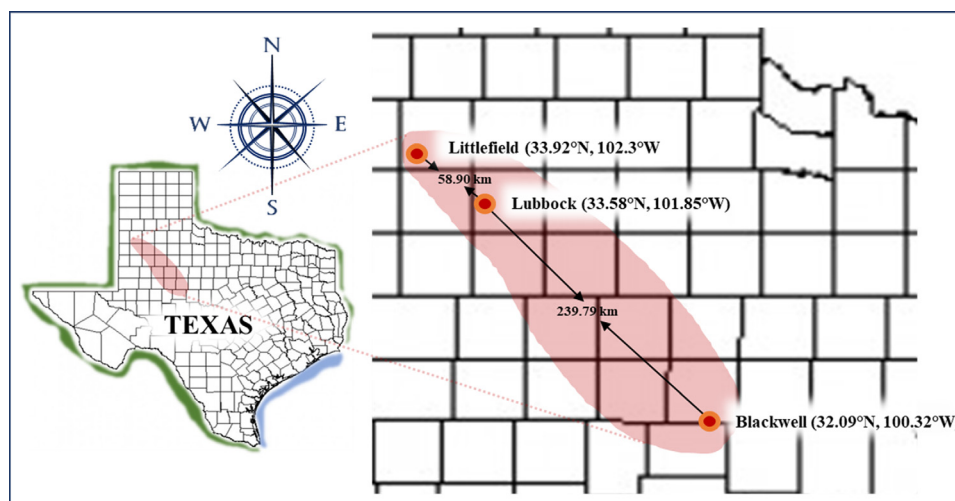 N
W
E
S
TEXAS
Littlefield (33.92°N, 102.3°W
58.90 km
Lubbock (33.58°N, 101.85°W)
239.79 km
Blackwell (32.09°N, 100.32°W